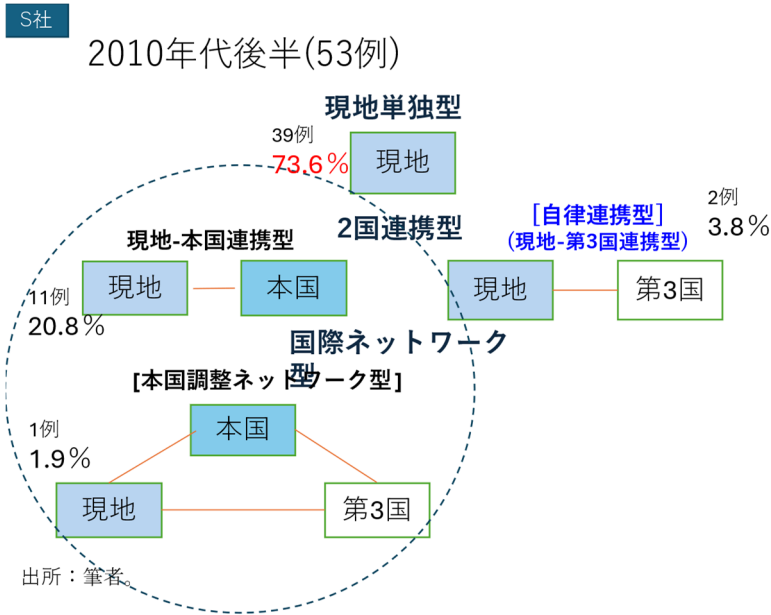 S社
2010年代後半(53例)
現地単独型
39例
73.6%
現地
2例
3.8%
[自律連携型]
(現地-第3国連携型)
2国連携型
現地-本国連携型
現地
本国
現地
第3国
11例
20.8%
国際ネットワーク
型
[本国調整ネットワーク型]
本国
1例
1.9%
現地
第3国
出所：筆者。